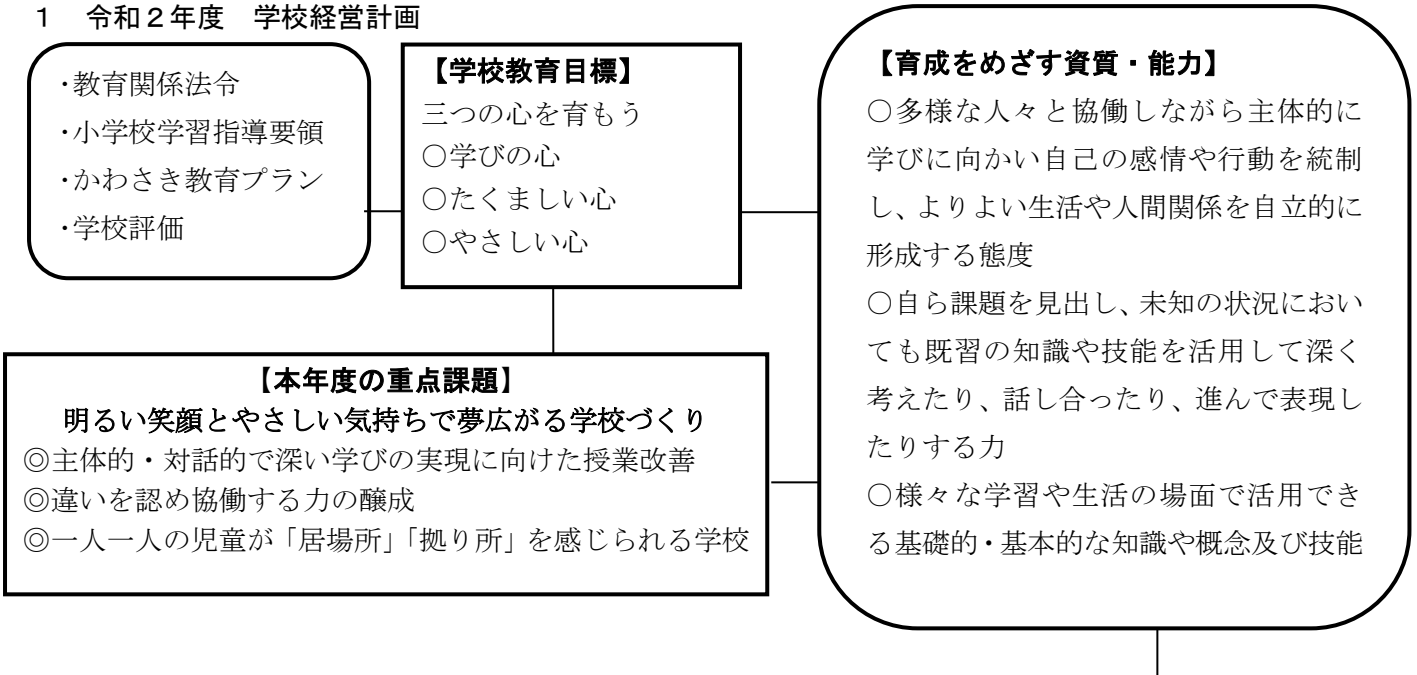 1　令和２年度　学校経営計画
・教育関係法令
・小学校学習指導要領
・かわさき教育プラン
・学校評価
【学校教育目標】
三つの心を育もう
○学びの心
○たくましい心
○やさしい心
【本年度の重点課題】
明るい笑顔とやさしい気持ちで夢広がる学校づくり
◎主体的・対話的で深い学びの実現に向けた授業改善
◎違いを認め協働する力の醸成
◎一人一人の児童が「居場所」「拠り所」を感じられる学校
【育成をめざす資質・能力】
○多様な人々と協働しながら主体的に
学びに向かい自己の感情や行動を統制
し、よりよい生活や人間関係を自立的に
形成する態度
○自ら課題を見出し、未知の状況におい
ても既習の知識や技能を活用して深く
考えたり、話し合ったり、進んで表現し
たりする力
○様々な学習や生活の場面で活用でき
る基礎的・基本的な知識や概念及び技能